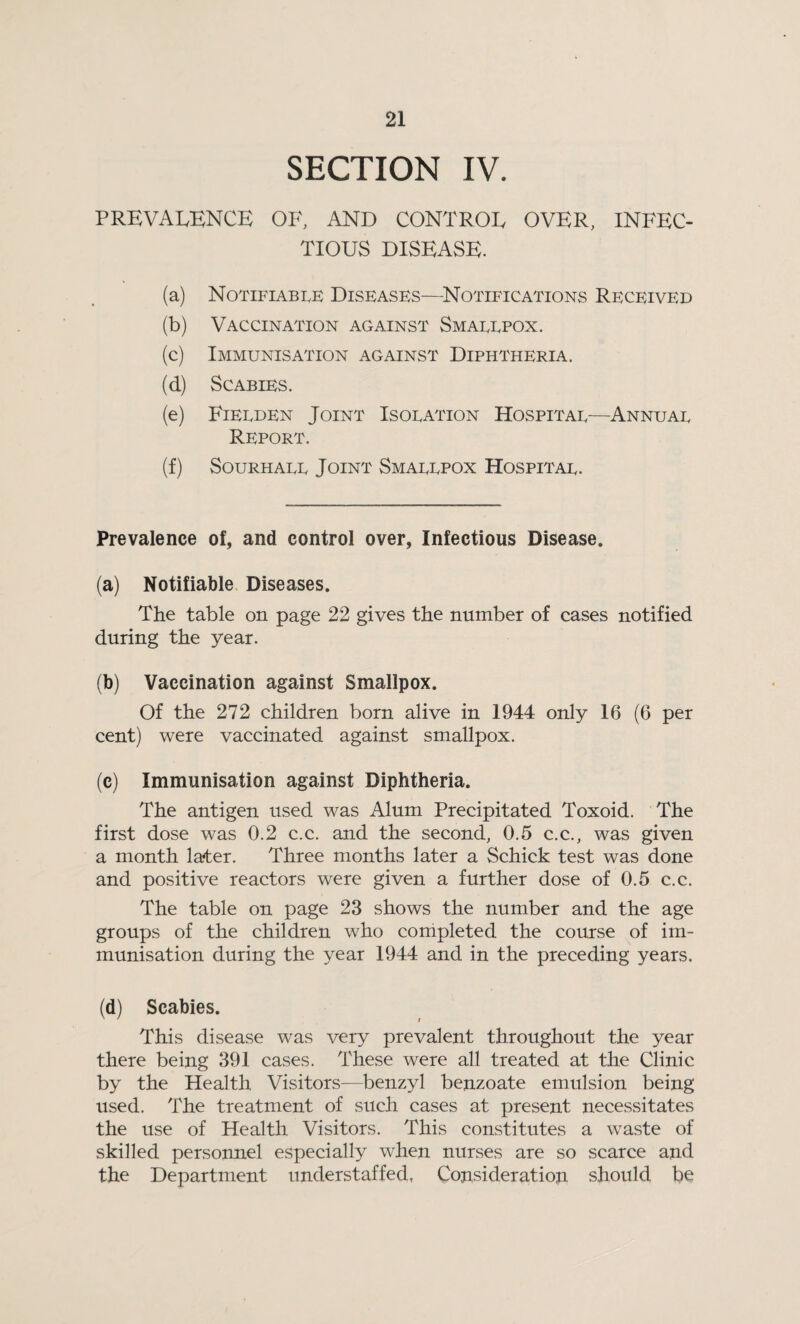 21
SECTION IV.
PREVALENCE OF, AND CONTROL OVER, INFEC-
TIOUS DISEASE.
(a) Notifiable Diseases—Notifications Received
(b) Vaccination against Smallpox.
(c) Immunisation against Diphtheria.
(d) Scabies.
(e) Fielden Joint Isolation Hospital—Annual
Report.
(f) Sourhall Joint Smallpox Hospital.
Prevalence of, and control over, Infectious Disease.
(a) Notifiable Diseases.
The table on page 22 gives the number of cases notified
during the year.
(b) Vaccination against Smallpox.
Of the 272 children born alive in 1944 only 16 (6 per
cent) were vaccinated against smallpox.
(c) Immunisation against Diphtheria.
The antigen used was Alum Precipitated Toxoid. The
first dose was 0.2 c.c. and the second, 0.5 c.c., was given
a month later. Three months later a Schick test was done
and positive reactors were given a further dose of 0.5 c.c.
The table on page 23 shows the number and the age
groups of the children who completed the course of im-
munisation during the year 1944 and in the preceding years.
(d) Scabies.
This disease was very prevalent throughout the year
there being 391 cases. These were all treated at the Clinic
by the Health Visitors—benzyl benzoate emulsion being
used. The treatment of such cases at present necessitates
the use of Health Visitors. This constitutes a waste of
skilled personnel especially when nurses are so scarce and
the Department understaffed, Consideration should be